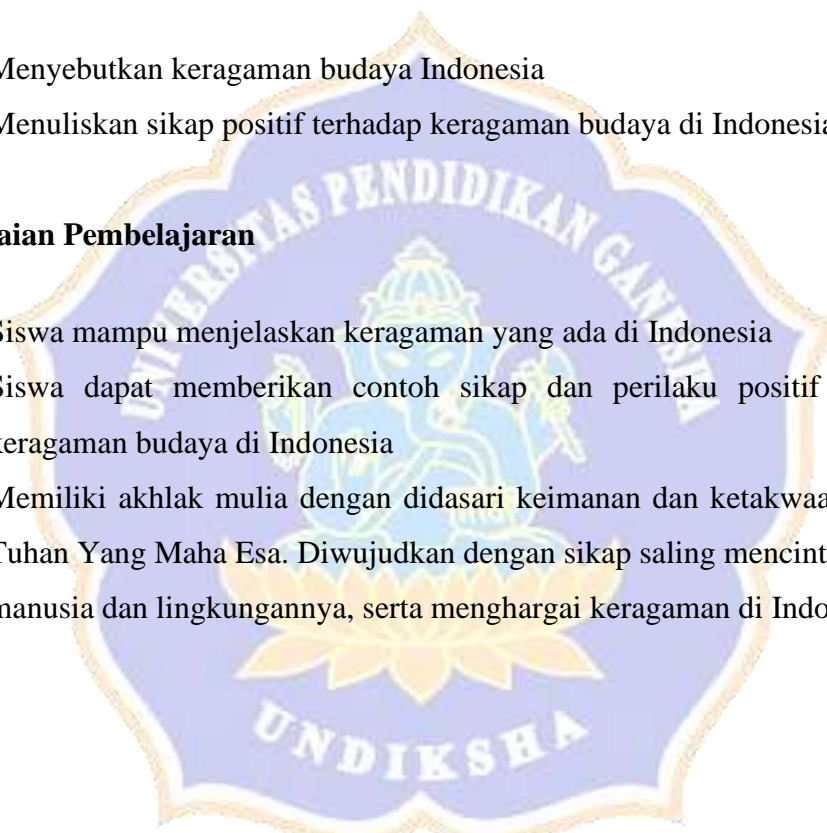 Menyebutkan keragaman budaya Indonesia
Menuliskan sikap positif terhadap keragaman budaya di Indonesia
aian Pembelajaran
UNIVERSITAS PENDIDIKAN GANESHA
Siswa mampu menjelaskan keragaman yang ada di Indonesia
Siswa dapat memberikan contoh sikap dan perilaku positif
keragaman budaya di Indonesia
Memiliki akhlak mulia dengan didasari keimanan dan ketakwaa
Tuhan Yang Maha Esa. Diwujudkan dengan sikap saling mencint
manusia dan lingkungannya, serta menghargai keragaman di Indo
UNDIKSHA